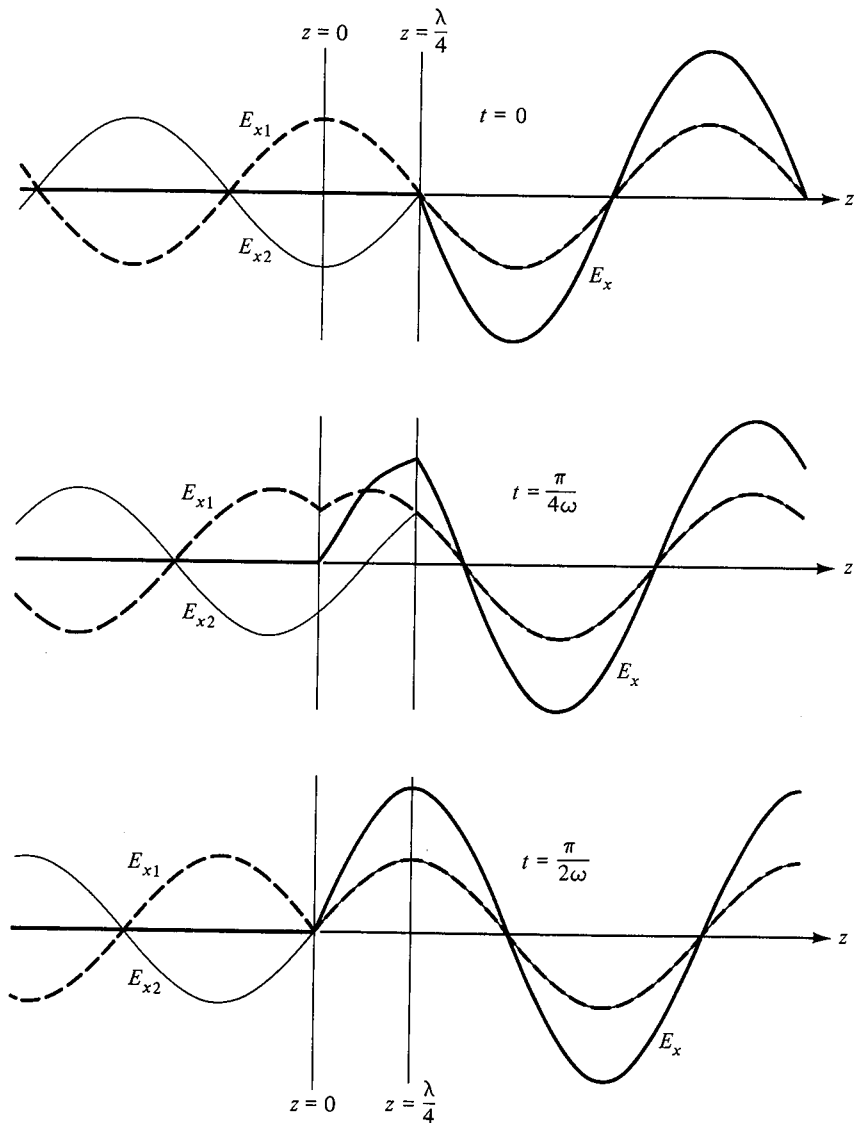 z = 0
z = λ/4
E_x1
t = 0
z
E_x2
E_x
E_x1
t = π/4ω
z
E_x2
E_x
E_x1
t = π/2ω
z
E_x2
E_x
z = 0
z = λ/4